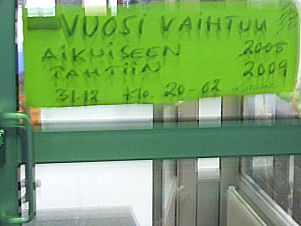 VUOSI VAIHTUU
AIKUISEEN 2008
TAHTIIN 2009
31.12 Klo. 20-02